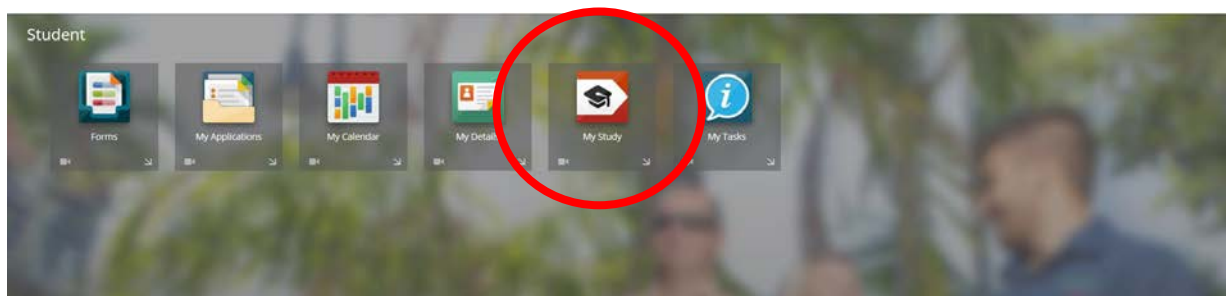 Student
Forms
My Applications
My Calendar
My Details
My Study
My Tasks